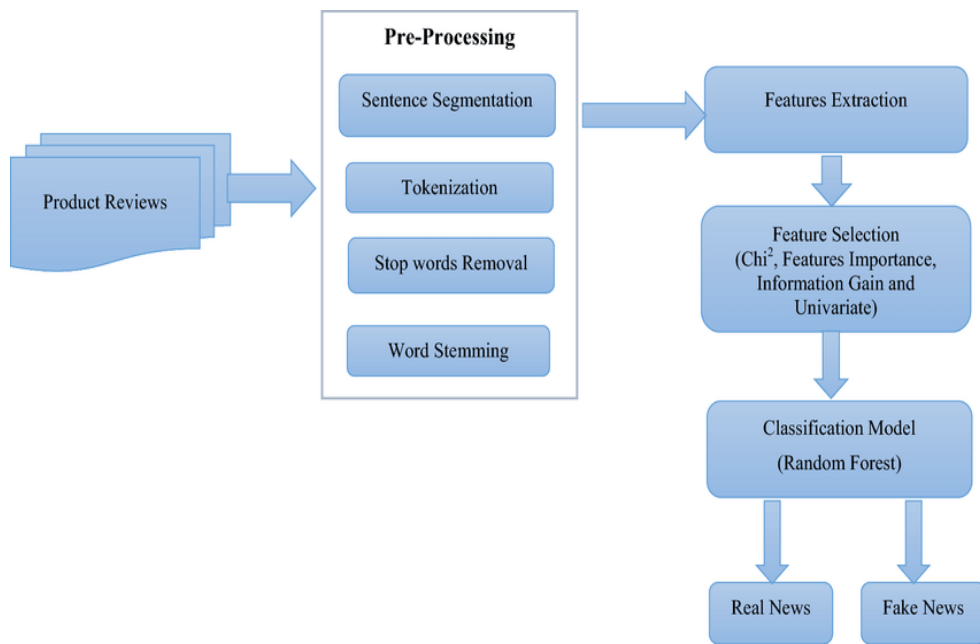 Product Reviews
Pre-Processing
Sentence Segmentation
Tokenization
Stop words Removal
Word Stemming
Features Extraction
Feature Selection
(Chi², Features Importance,
Information Gain and
Univariate)
Classification Model
(Random Forest)
Real News
Fake News